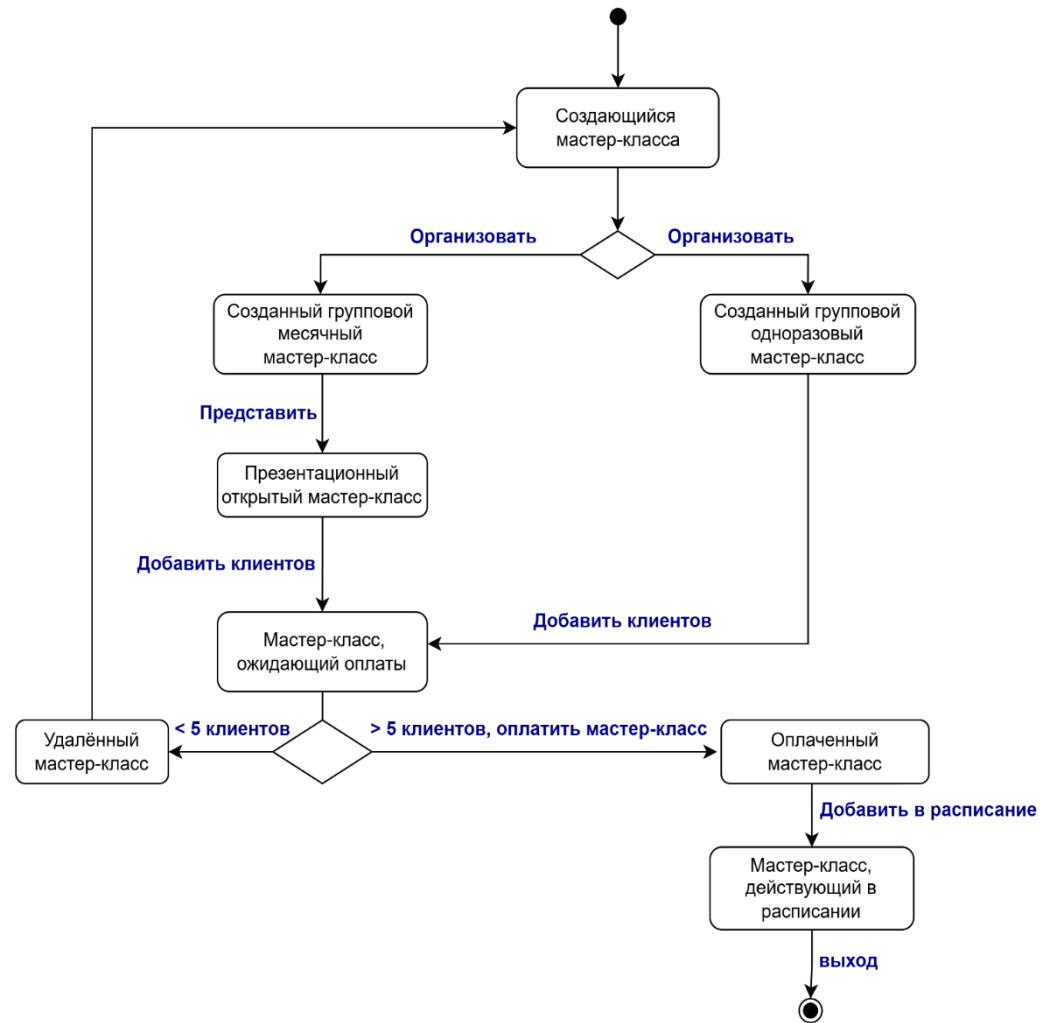 Создающийся
мастер-класса
Организовать
Организовать
Созданный групповой
месячный
мастер-класс
Созданный групповой
одноразовый
мастер-класс
Представить
Презентационный
открытый мастер-класс
Добавить клиентов
Добавить клиентов
Мастер-класс,
ожидающий оплаты
< 5 клиентов
> 5 клиентов, оплатить мастер-класс
Удалённый
мастер-класс
Оплаченный
мастер-класс
Добавить в расписание
Мастер-класс,
действующий в
расписании
выход